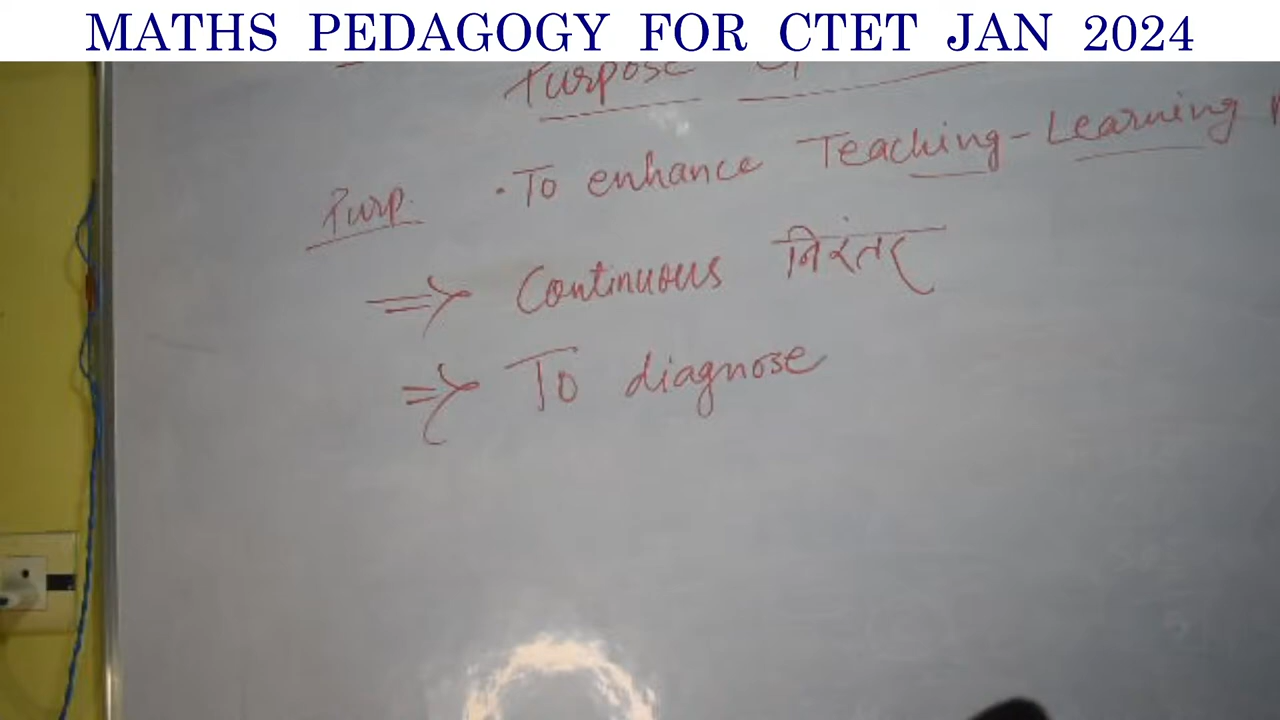 MATHS PEDAGOGY FOR CTET JAN 2024
Purpose
Purp. • To enhance Teaching-Learning
⇒ Continuous निरंतर
⇒ To diagnose